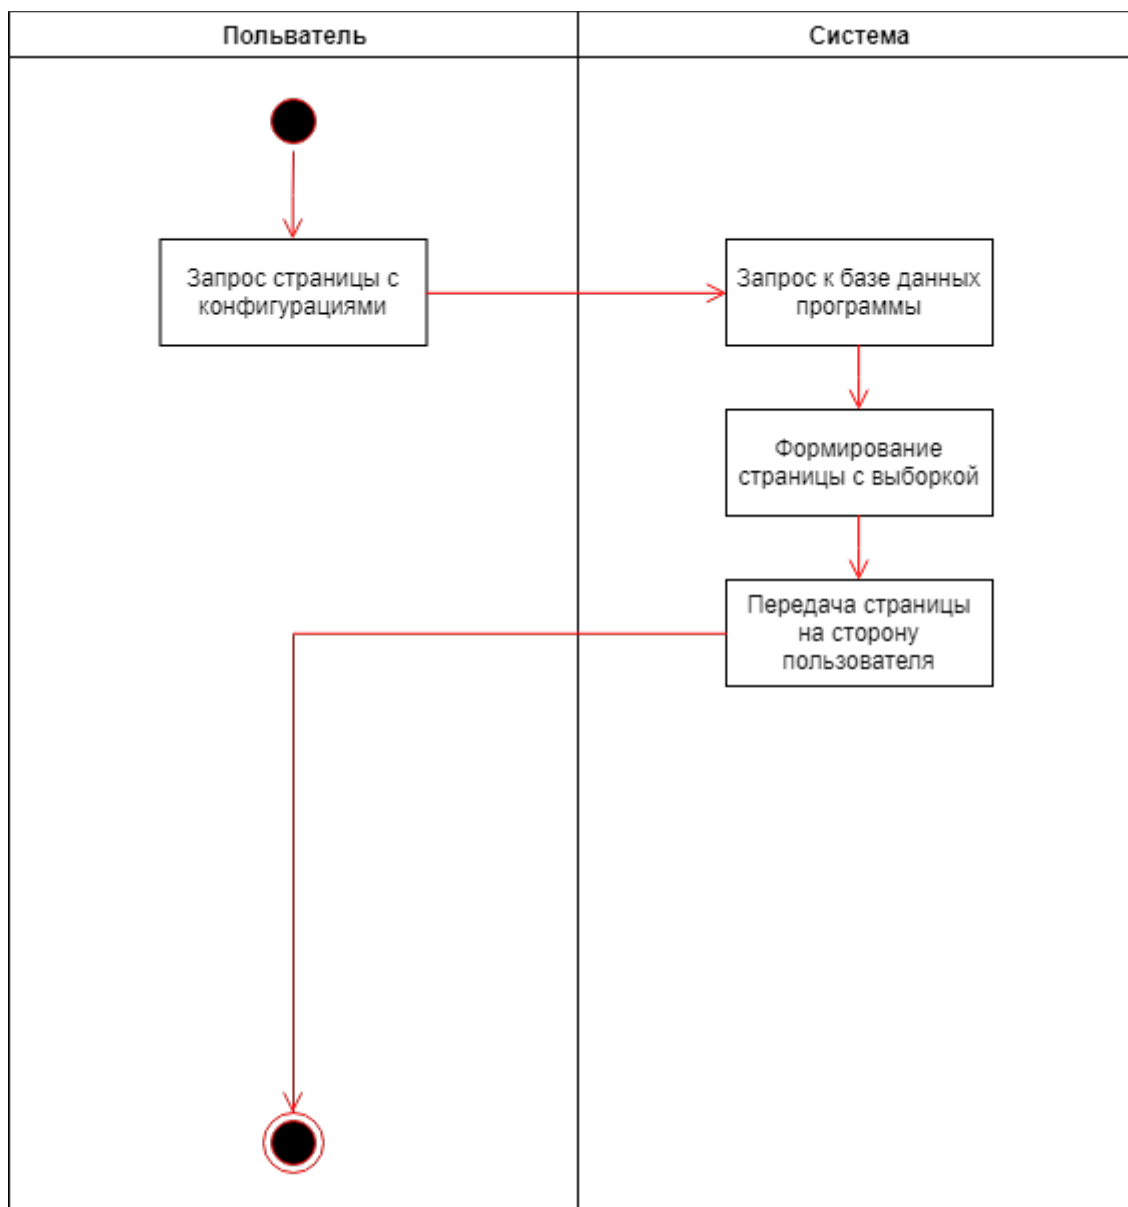 Польватель
Система
Запрос страницы с
конфигурациями
Запрос к базе данных
программы
Формирование
страницы с выборкой
Передача страницы
на сторону
пользователя